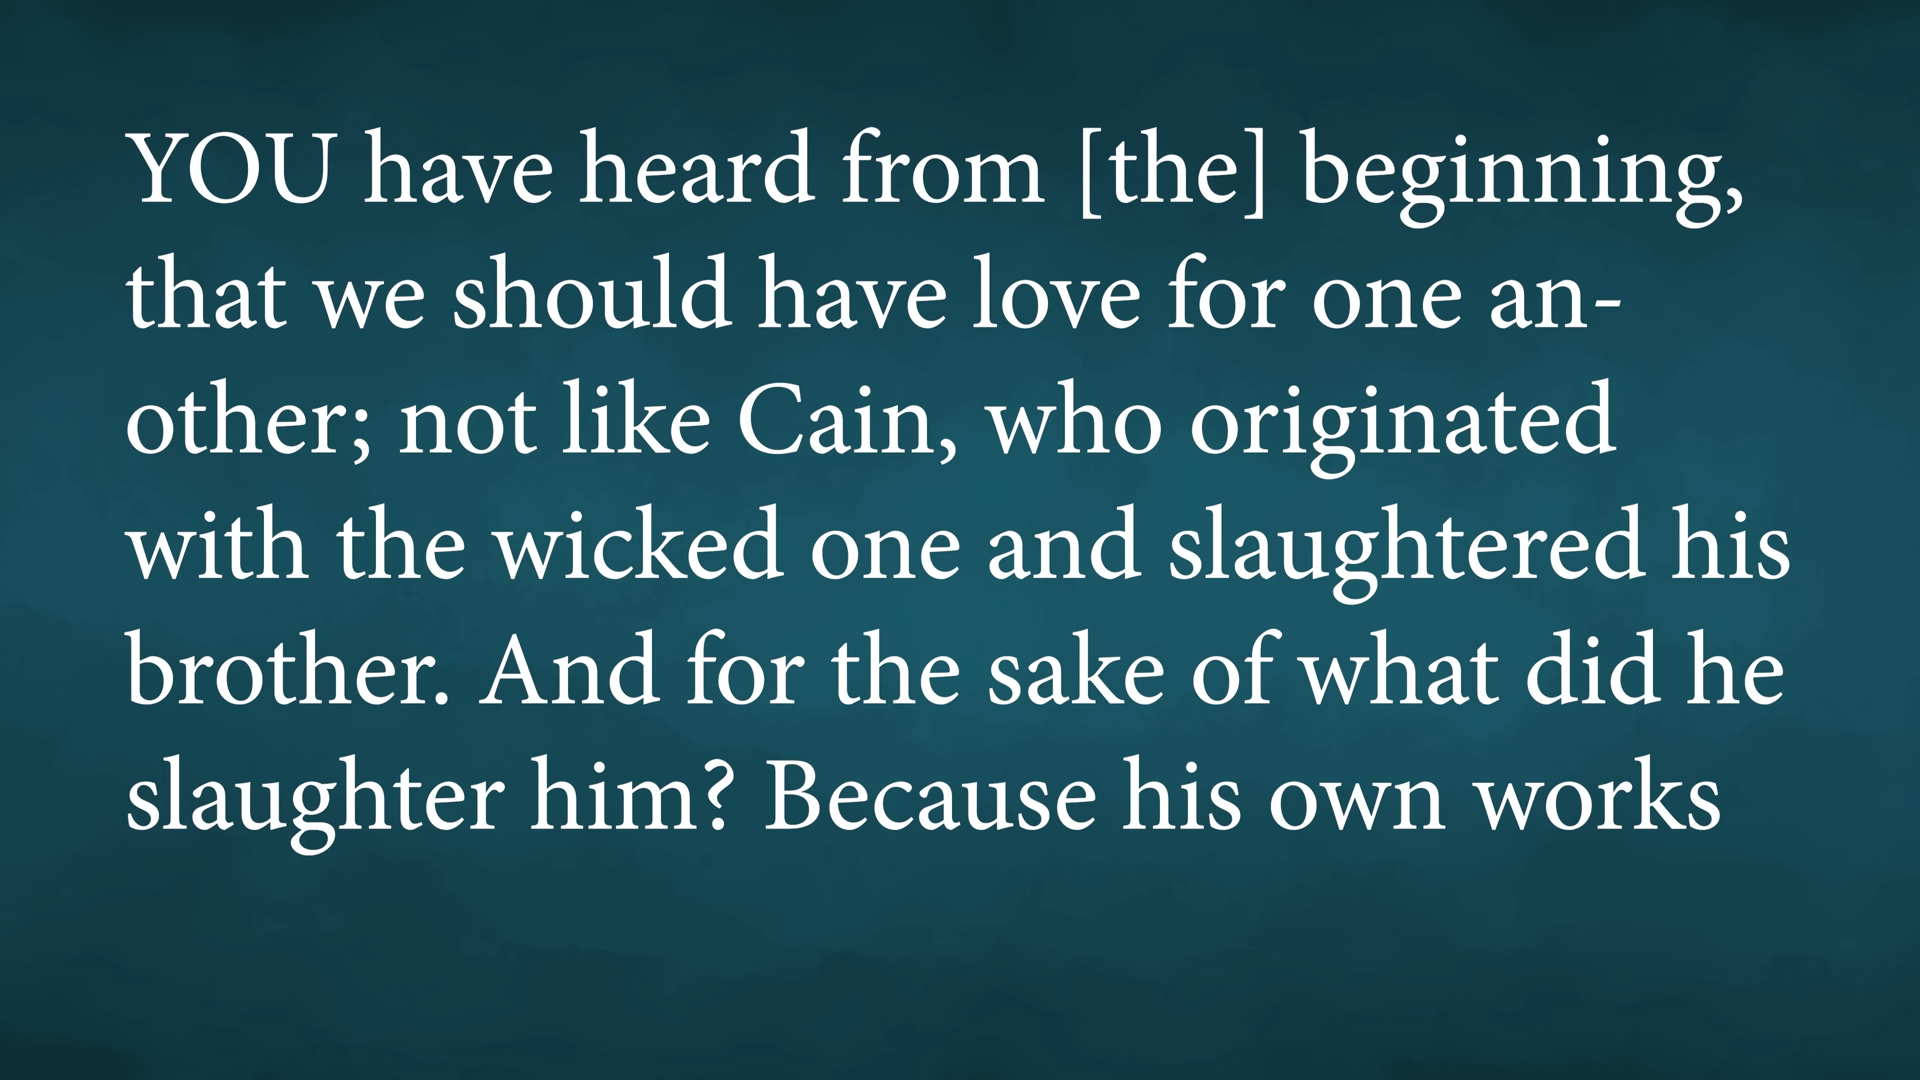 YOU have heard from [the] beginning,
that we should have love for one an-
other; not like Cain, who originated
with the wicked one and slaughtered his
brother. And for the sake of what did he
slaughter him? Because his own works